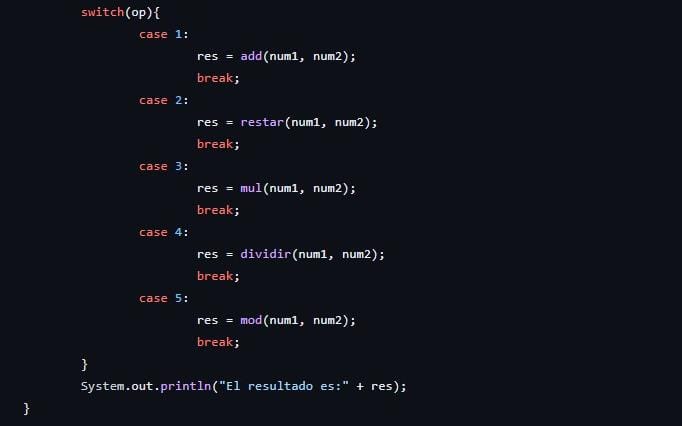 switch(op){
case 1:
res = add(num1, num2);
break;
case 2:
res = restar(num1, num2);
break;
case 3:
res = mul(num1, num2);
break;
case 4:
res = dividir(num1, num2);
break;
case 5:
res = mod(num1, num2);
break;
}
System.out.println("El resultado es:" + res);
}